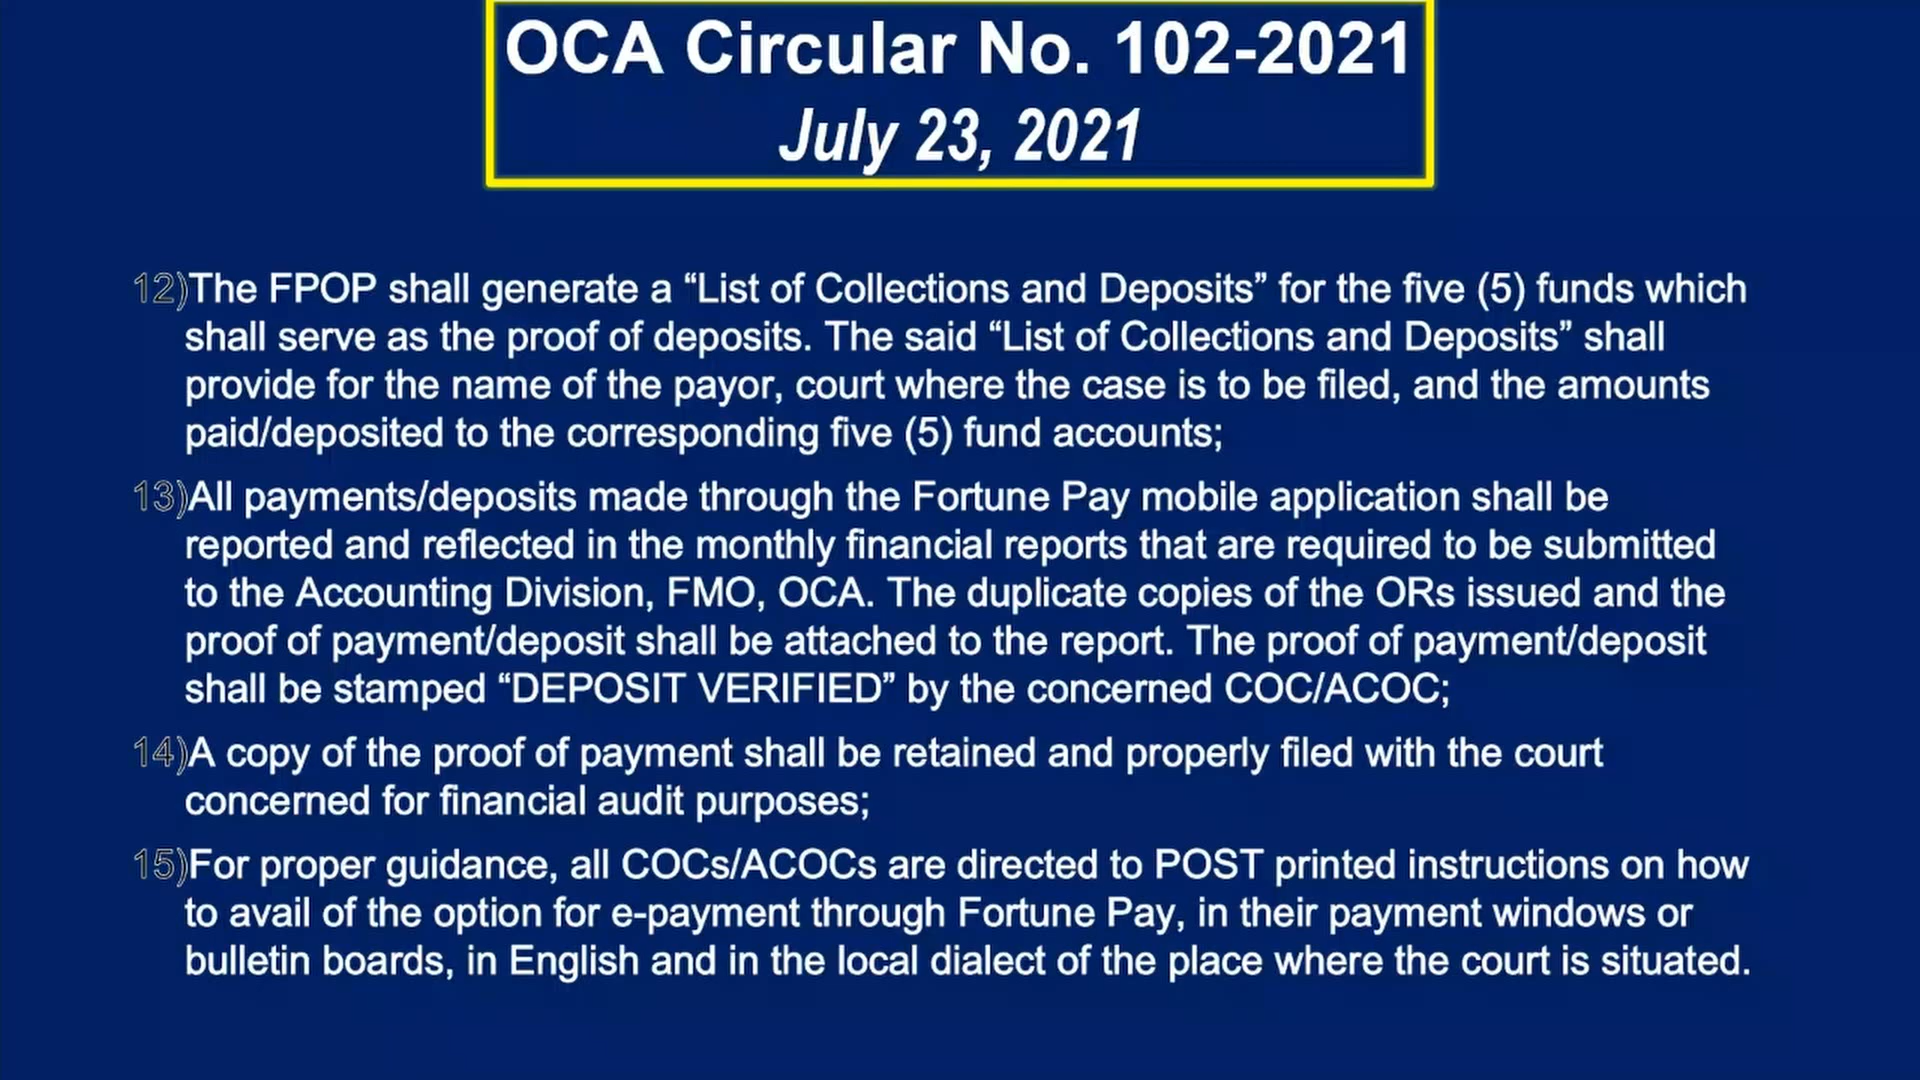 OCA Circular No. 102-2021
July 23, 2021
12)The FPOP shall generate a “List of Collections and Deposits” for the five (5) funds which
shall serve as the proof of deposits. The said “List of Collections and Deposits” shall
provide for the name of the payor, court where the case is to be filed, and the amounts
paid/deposited to the corresponding five (5) fund accounts;
13)All payments/deposits made through the Fortune Pay mobile application shall be
reported and reflected in the monthly financial reports that are required to be submitted
to the Accounting Division, FMO, OCA. The duplicate copies of the ORs issued and the
proof of payment/deposit shall be attached to the report. The proof of payment/deposit
shall be stamped “DEPOSIT VERIFIED” by the concerned COC/ACOC;
14)A copy of the proof of payment shall be retained and properly filed with the court
concerned for financial audit purposes;
15)For proper guidance, all COCs/ACOCs are directed to POST printed instructions on how
to avail of the option for e-payment through Fortune Pay, in their payment windows or
bulletin boards, in English and in the local dialect of the place where the court is situated.